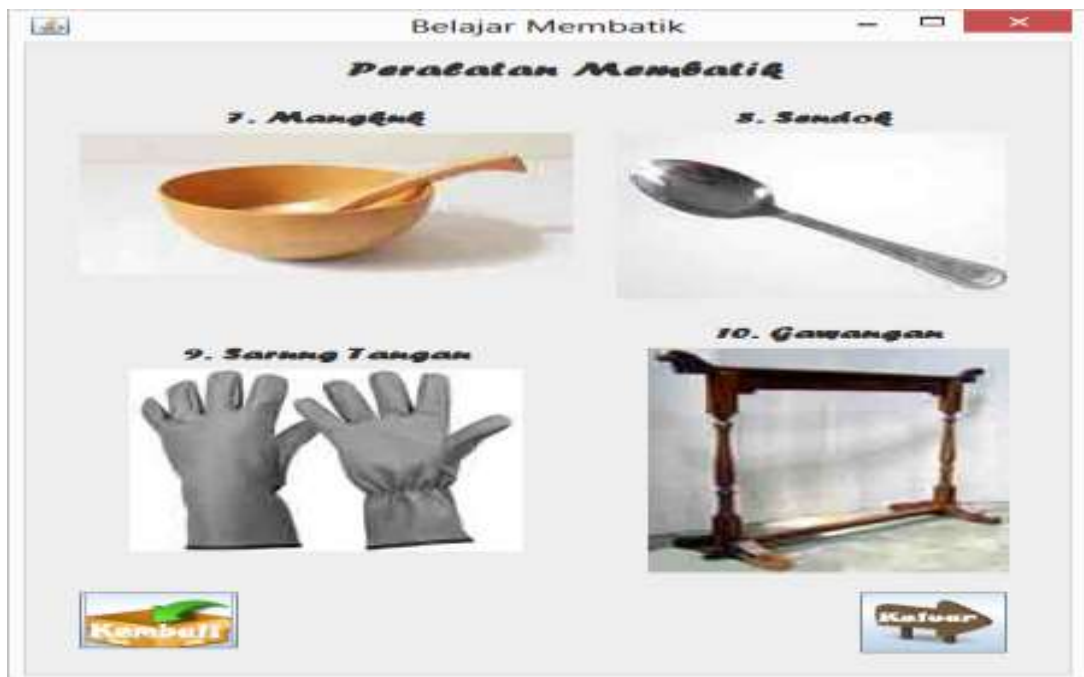 Belajar Membatik
Peralatan Membatik
7. Mangkuk
8. Sendok
9. Sarung Tangan
10. Gawangan
Kembali
Keluar